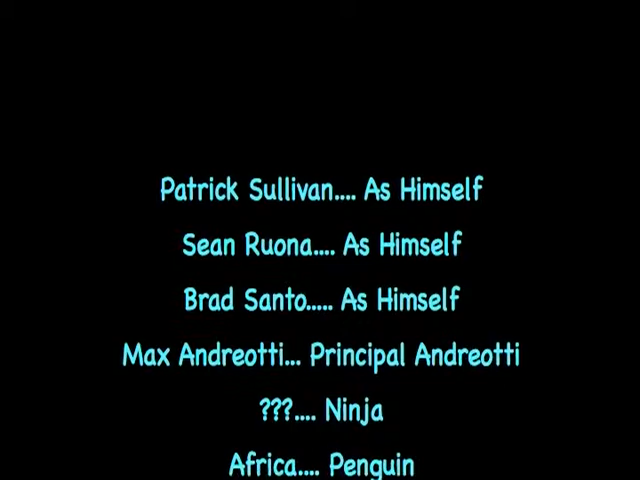 Patrick Sullivan.... As Himself
Sean Ruona.... As Himself
Brad Santo..... As Himself
Max Andreotti... Principal Andreotti
???.... Ninja
Africa.... Penguin